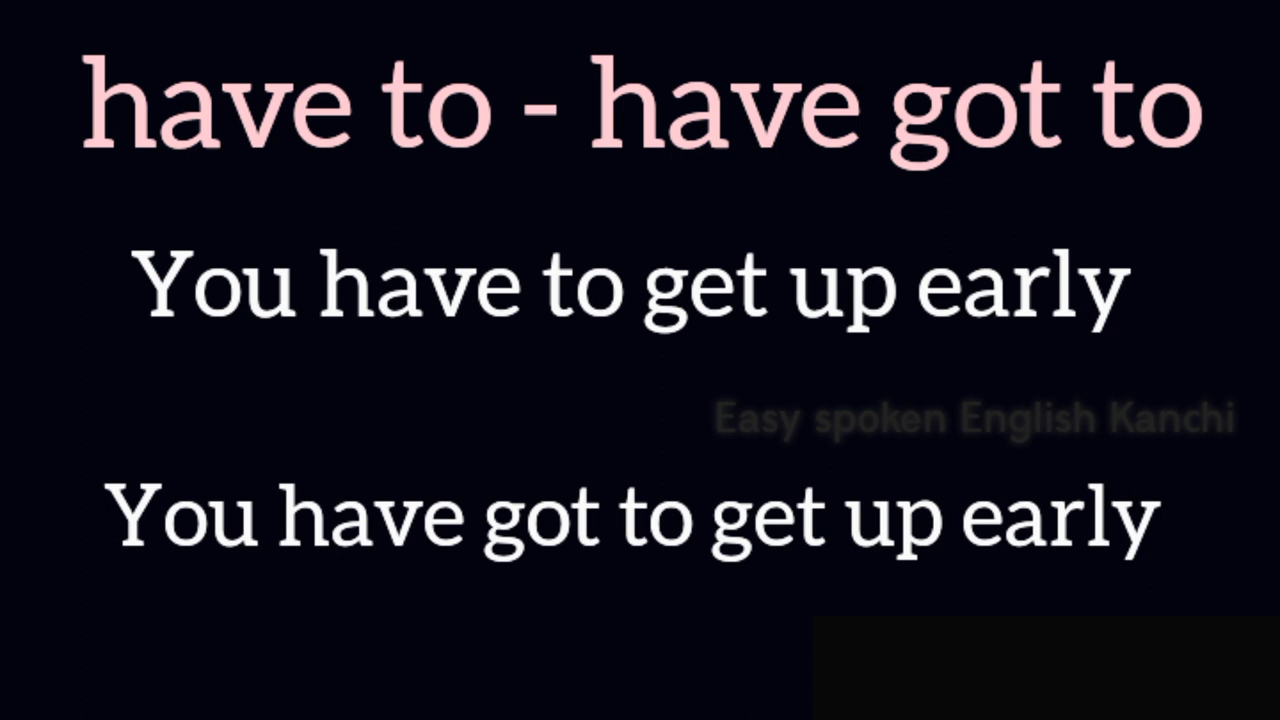 have to - have got to
You have to get up early
Easy spoken English Kanchi
You have got to get up early